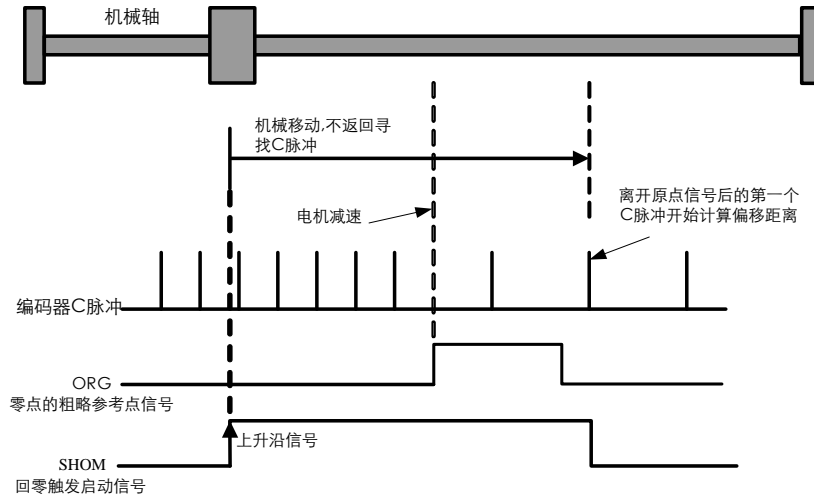 机械轴
机械移动,不返回寻
找C脉冲
离开原点信号后的第一个
C脉冲开始计算偏移距离
电机减速
编码器C脉冲
ORG
零点的粗略参考点信号
上升沿信号
SHOM
回零触发启动信号